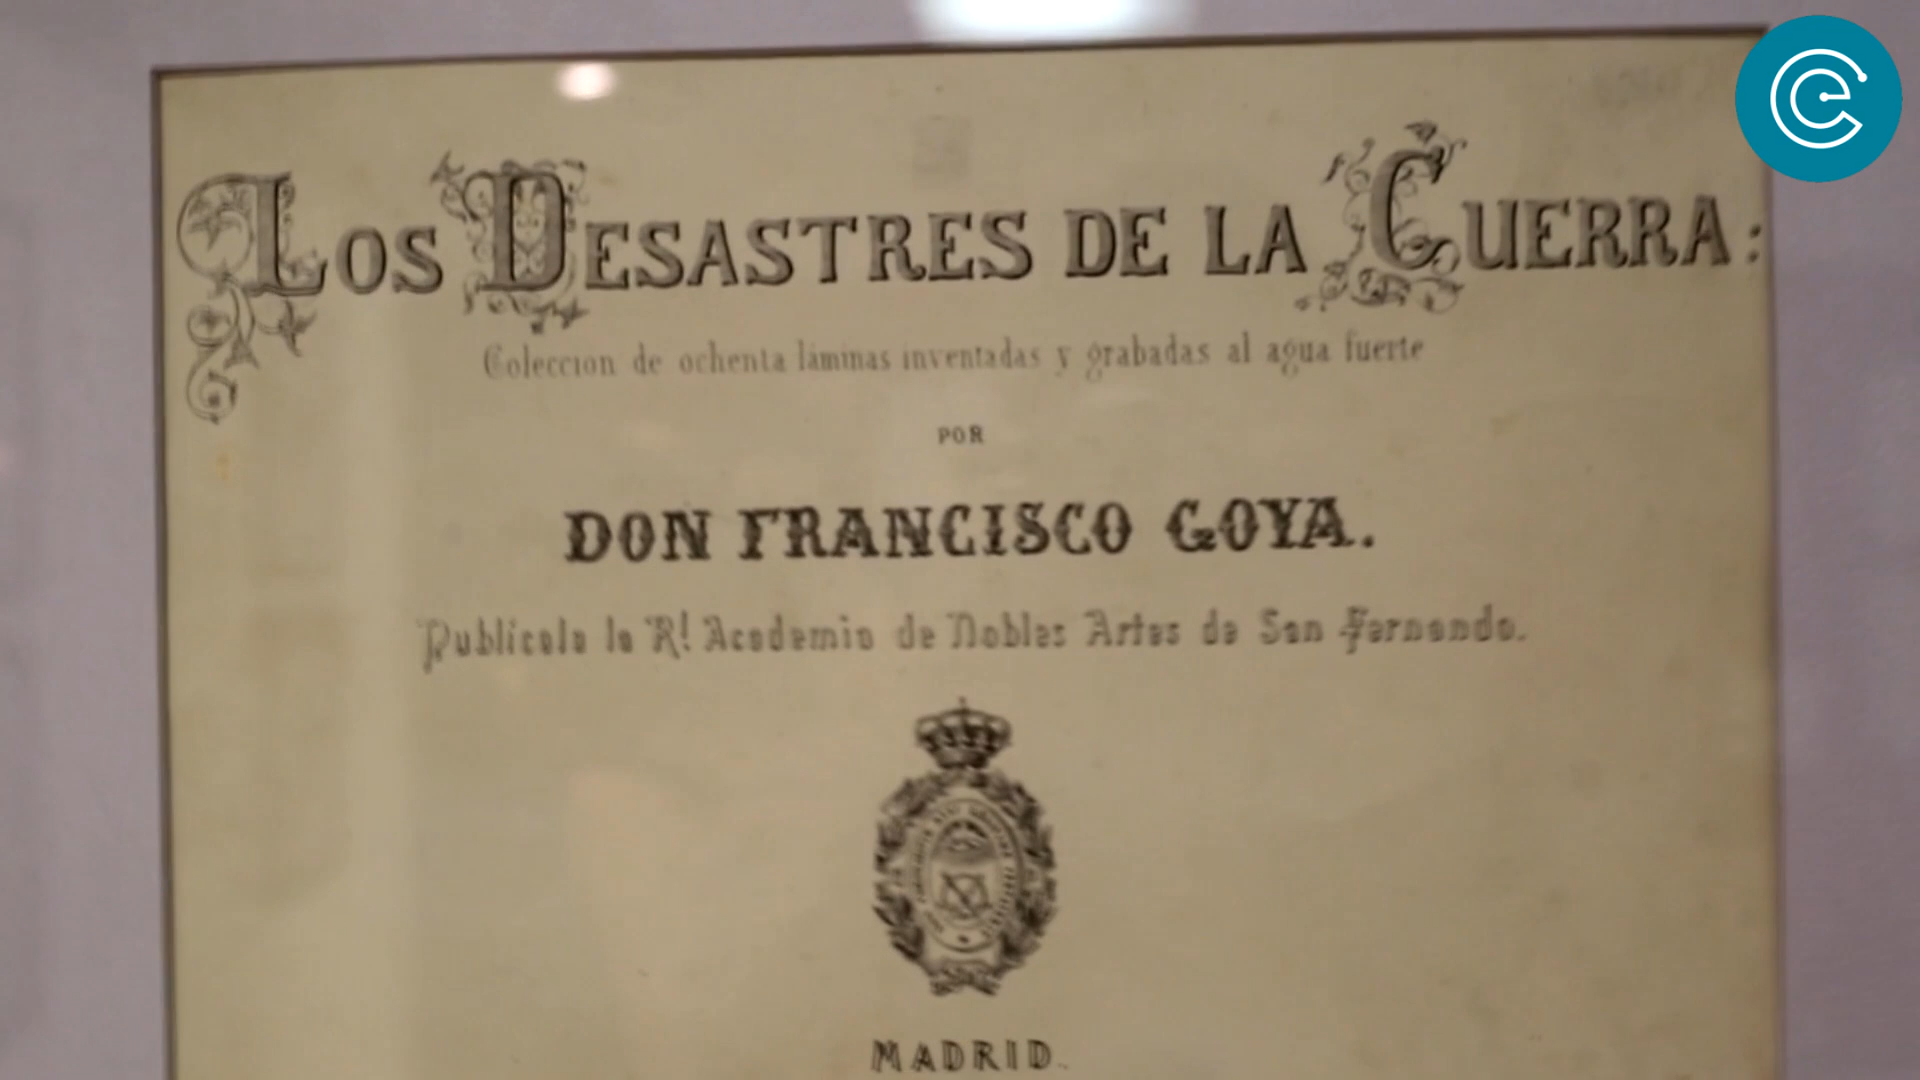 Los Desastres de la Guerra:
Coleccion de ochenta láminas inventadas y grabadas al agua fuerte
POR
DON FRANCISCO GOYA.
Publícala la Rl. Academia de Nobles Artes de San Fernando.
MADRID.